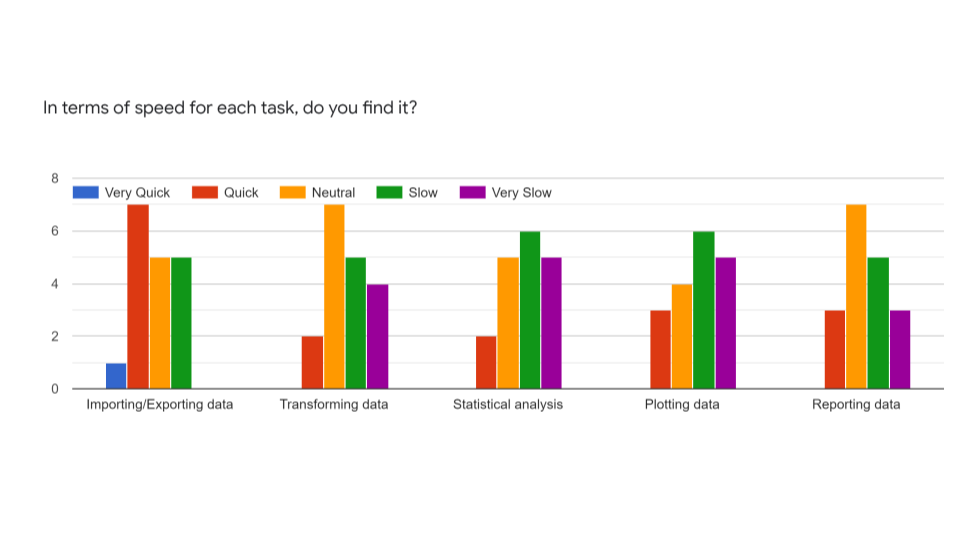 In terms of speed for each task, do you find it?
8
Very Quick Quick Neutral Slow Very Slow
6
4
2
0
Importing/Exporting data Transforming data Statistical analysis Plotting data Reporting data